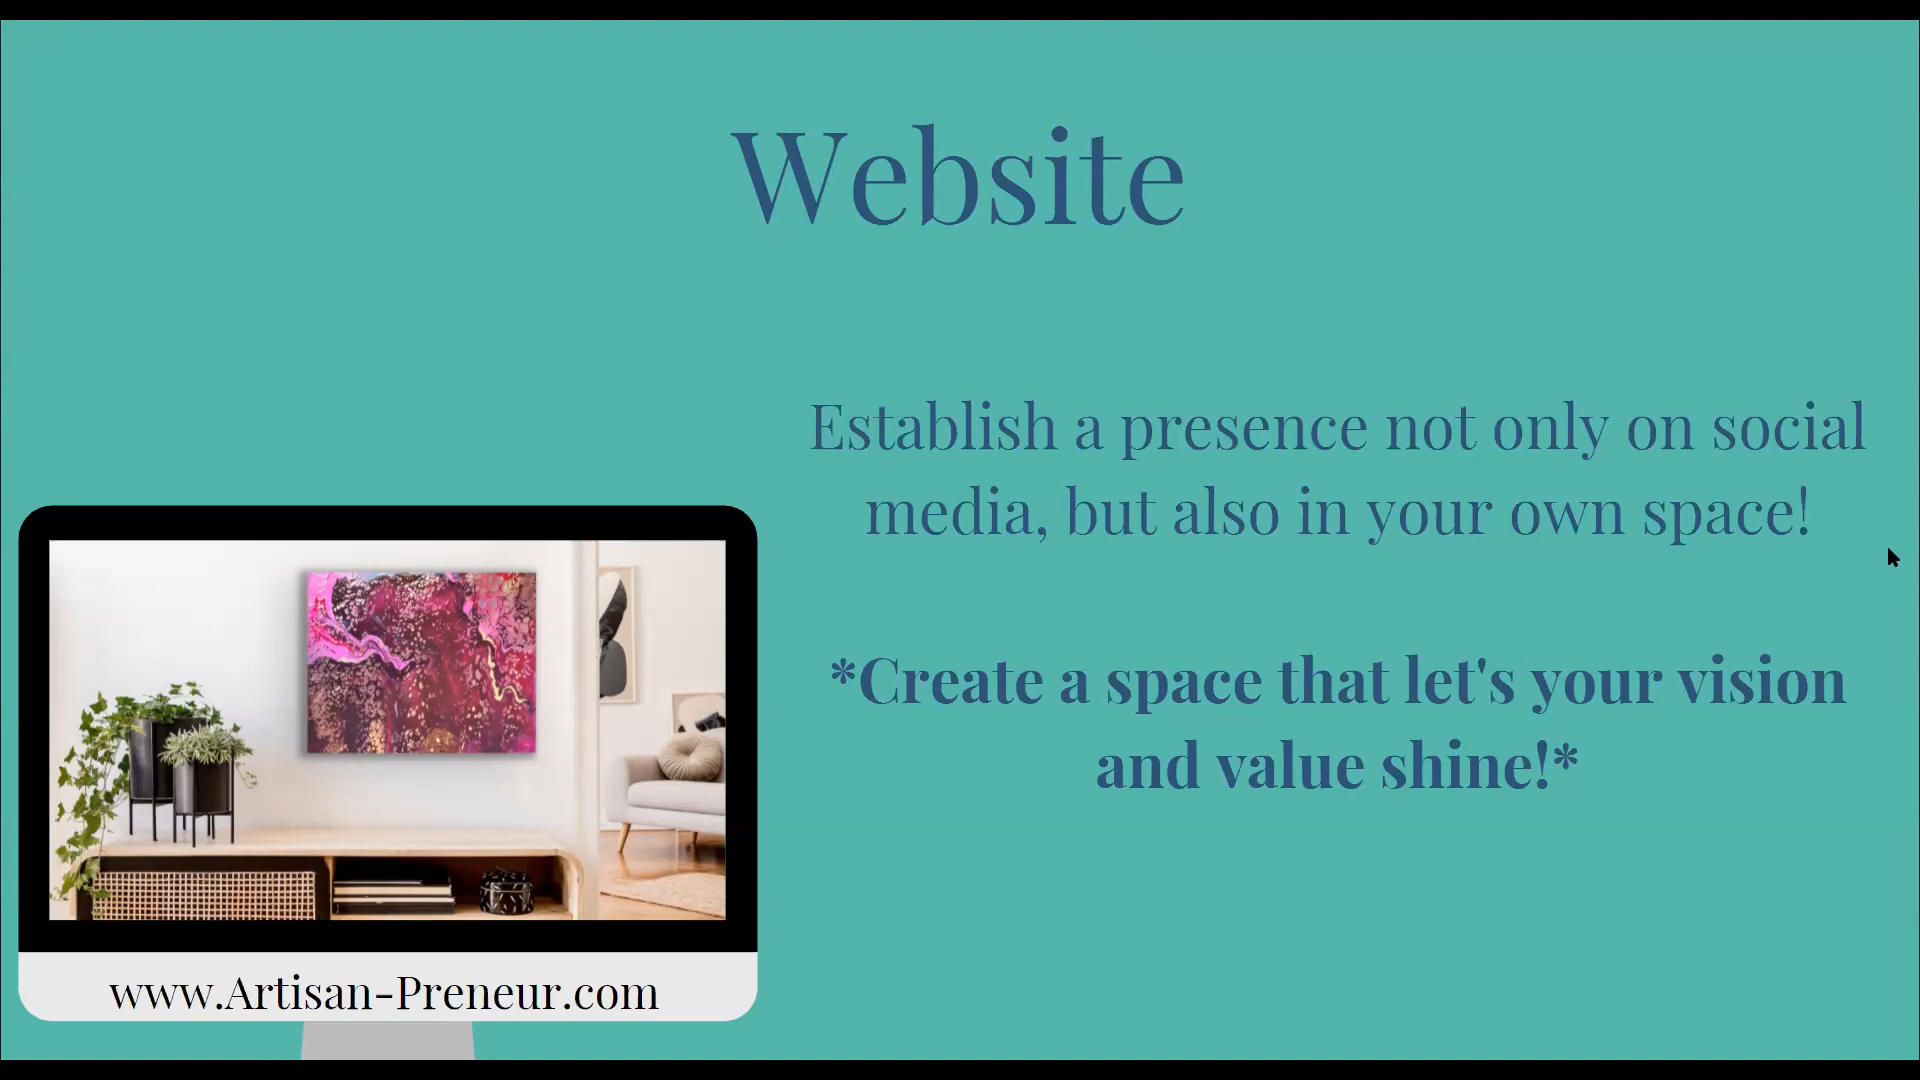 Website
Establish a presence not only on social
media, but also in your own space!
*Create a space that let's your vision
and value shine!*
www.Artisan-Preneur.com